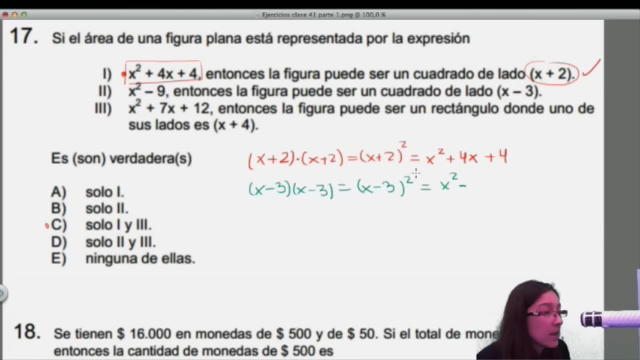 Ejercicios clase 41 parte 1.png @ 100,0 %
17. Si el área de una figura plana está representada por la expresión
I) x² + 4x + 4, entonces la figura puede ser un cuadrado de lado (x + 2).
II) x² − 9, entonces la figura puede ser un cuadrado de lado (x − 3).
III) x² + 7x + 12, entonces la figura puede ser un rectángulo donde uno de
sus lados es (x + 4).
Es (son) verdadera(s)
(x+2)·(x+2) = (x+2)² = x² + 4x + 4
A) solo I.
(x−3)(x−3) = (x−3)² = x² −
B) solo II.
C) solo I y III.
D) solo II y III.
E) ninguna de ellas.
18. Se tienen $ 16.000 en monedas de $ 500 y de $ 50. Si el total de
entonces la cantidad de monedas de $ 500 es